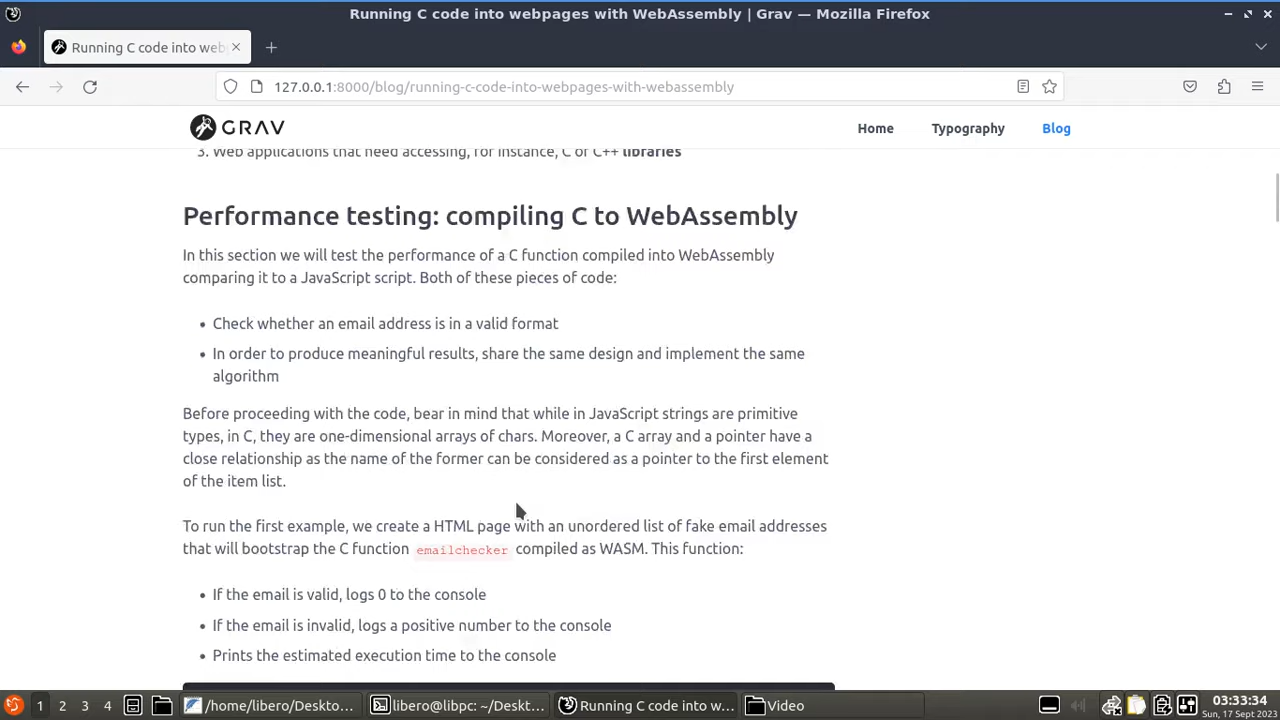 Running C code into webpages with WebAssembly | Grav — Mozilla Firefox
Running C code into web
127.0.0.1:8000/blog/running-c-code-into-webpages-with-webassembly
GRAV
Home
Typography
Blog
3. Web applications that need accessing, for instance, C or C++ libraries
Performance testing: compiling C to WebAssembly
In this section we will test the performance of a C function compiled into WebAssembly
comparing it to a JavaScript script. Both of these pieces of code:
• Check whether an email address is in a valid format
• In order to produce meaningful results, share the same design and implement the same
algorithm
Before proceeding with the code, bear in mind that while in JavaScript strings are primitive
types, in C, they are one-dimensional arrays of chars. Moreover, a C array and a pointer have a
close relationship as the name of the former can be considered as a pointer to the first element
of the item list.
To run the first example, we create a HTML page with an unordered list of fake email addresses
that will bootstrap the C function emailchecker compiled as WASM. This function:
• If the email is valid, logs 0 to the console
• If the email is invalid, logs a positive number to the console
• Prints the estimated execution time to the console
1
2
3
4
/home/libero/Deskto...
libero@libpc: ~/Deskt...
Running C code into w...
Video
03:33:34
Sun, 17 Sept 2023